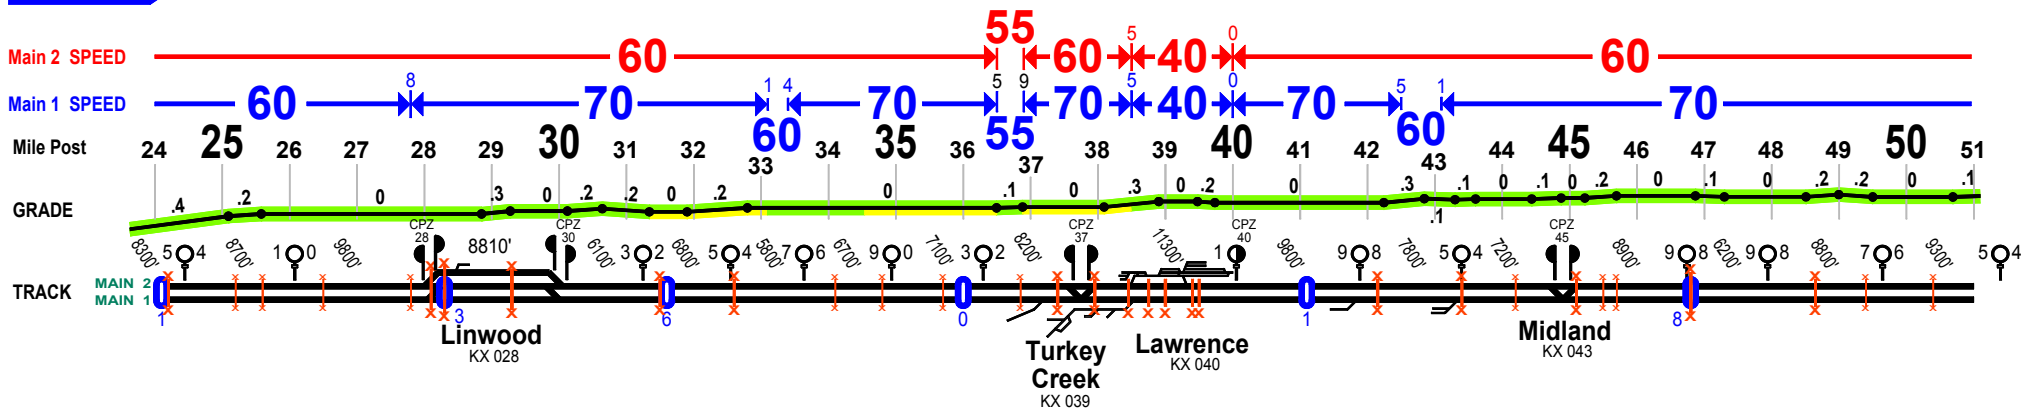 55
5 0
Main 2 SPEED 60 60 40 60
8 1 4 5 9 5 0 5 1
Main 1 SPEED 60 70 70 70 40 70 70
60 55 60
Mile Post 24 25 26 27 28 29 30 31 32 33 34 35 36 37 38 39 40 41 42 43 44 45 46 47 48 49 50 51
GRADE .4 .2 0 .3 0 .2 .2 0 .2 0 .1 0 .3 0 .2 0 .3 .1 .1 0 .1 0 .2 0 .1 0 .2 .2 0 .1
CPZ 28 CPZ 30 CPZ 37 CPZ 40 CPZ 45
8300' 5 4 8700' 1 0 9800' 8810' 6100' 3 2 6800' 5 4 5800' 7 6 6700' 9 0 7100' 3 2 8200' 11300' 1 9800' 9 8 7800' 5 4 7200' 8900' 9 8 6200' 9 8 8800' 7 6 9300' 5 4
TRACK
MAIN 2
MAIN 1
1 3 6 0 1 8
Linwood
KX 028
Turkey
Creek
KX 039
Lawrence
KX 040
Midland
KX 043